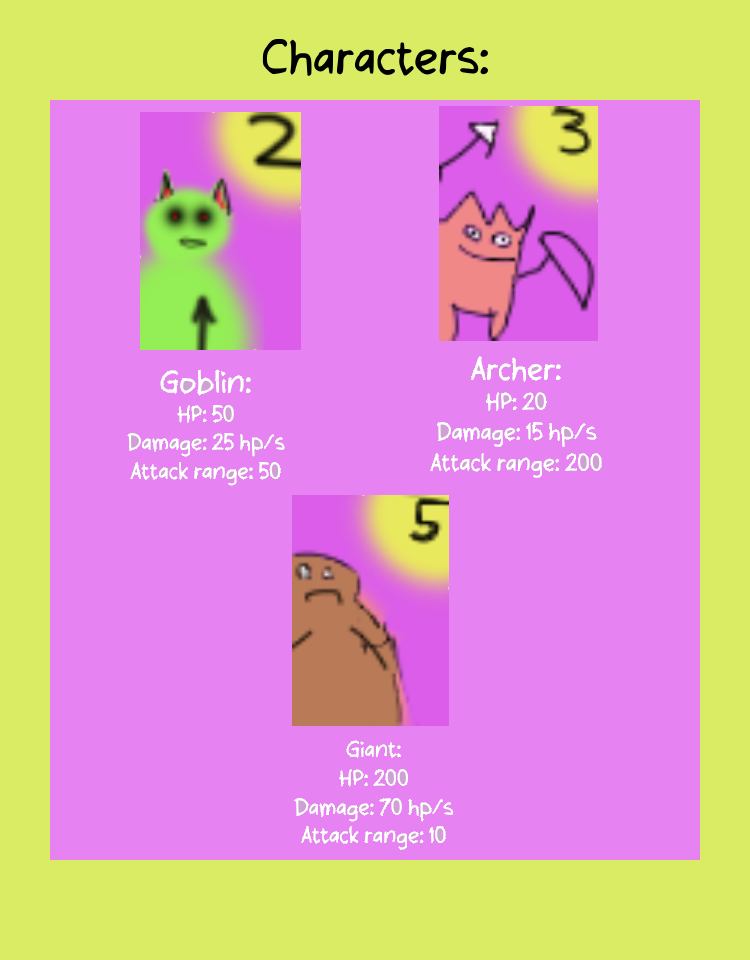 Characters:
2
3
Goblin:
HP: 50
Damage: 25 hp/s
Attack range: 50
Archer:
HP: 20
Damage: 15 hp/s
Attack range: 200
5
Giant:
HP: 200
Damage: 70 hp/s
Attack range: 10